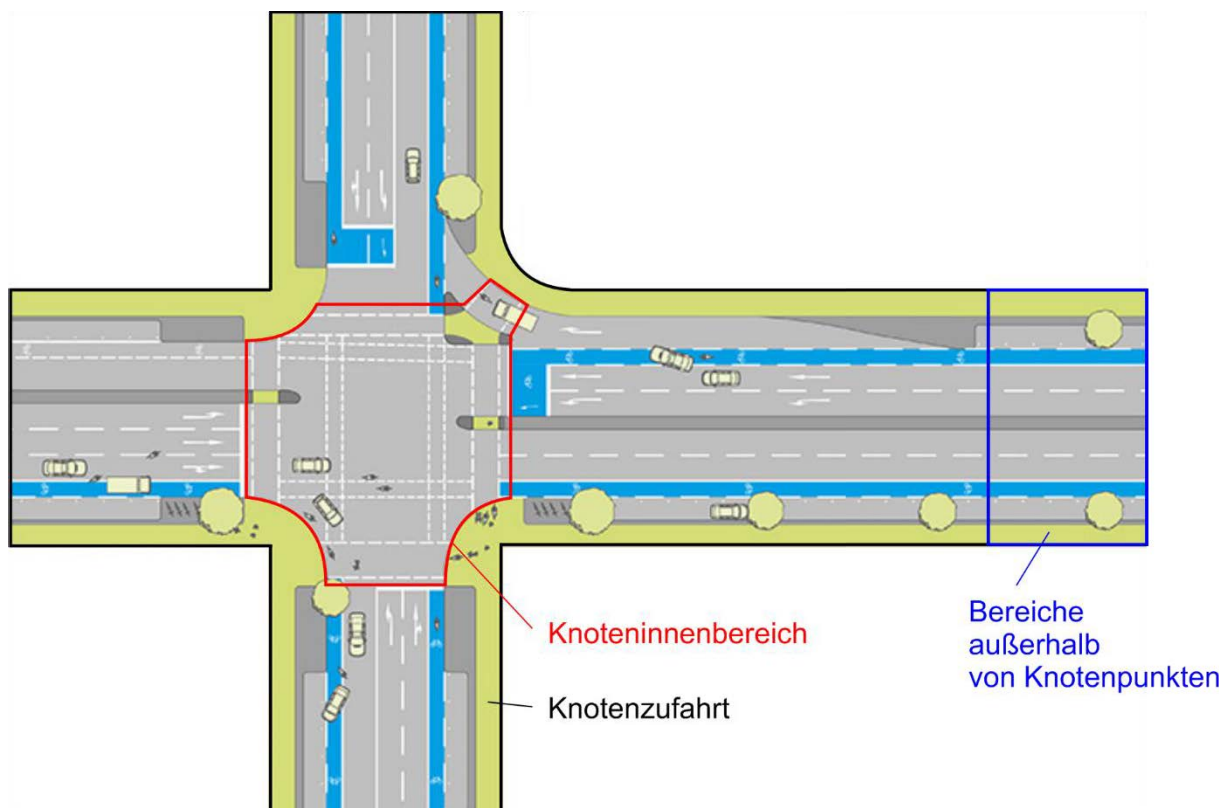 Knoteninnenbereich
Knotenzufahrt
Bereiche
außerhalb
von Knotenpunkten